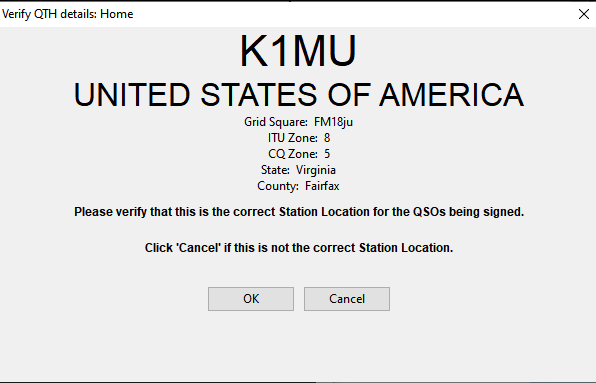 Verify QTH details: Home
K1MU
UNITED STATES OF AMERICA
Grid Square: FM18ju
ITU Zone: 8
CQ Zone: 5
State: Virginia
County: Fairfax
Please verify that this is the correct Station Location for the QSOs being signed.
Click 'Cancel' if this is not the correct Station Location.
OK Cancel